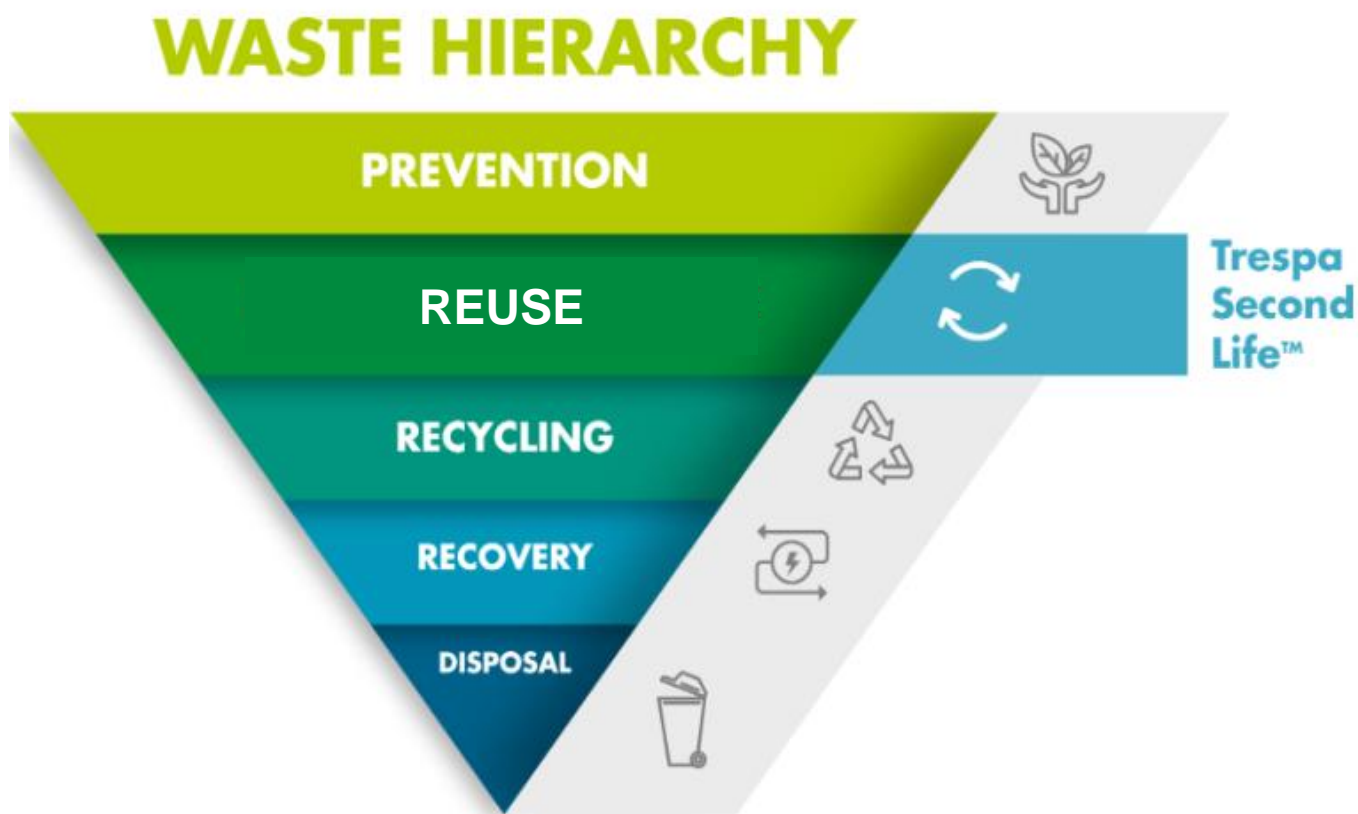 WASTE HIERARCHY
PREVENTION
REUSE
Trespa
Second
Life™
RECYCLING
RECOVERY
DISPOSAL